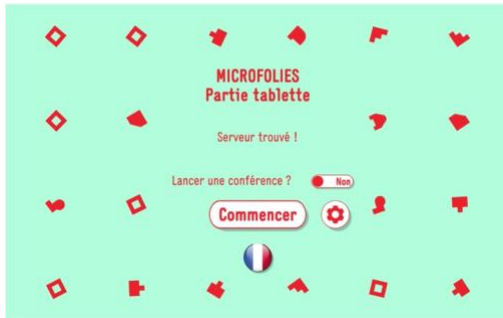 MICROFOLIES
Partie tablette
Serveur trouvé !
Lancer une conférence ? Non
Commencer